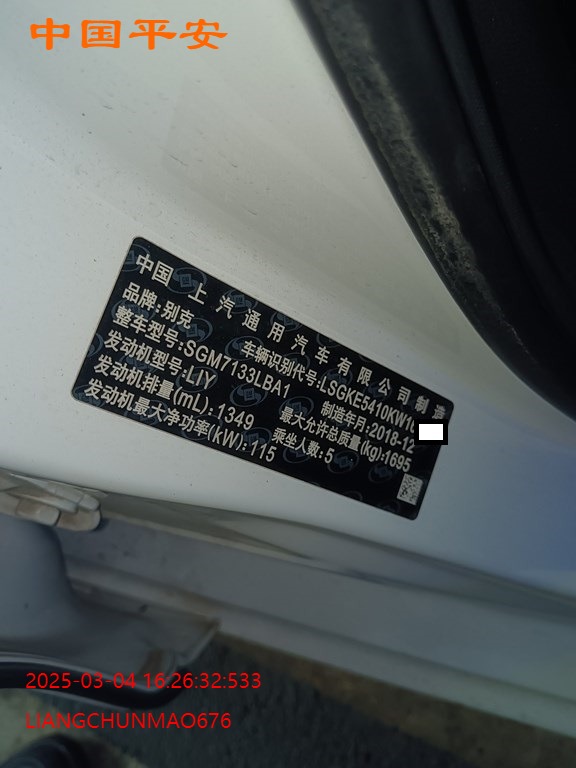 中国平安
中国 上汽通用汽车有限公司制造
品牌:别克 车辆识别代号:LSGKE5410KW1
整车型号:SGM7133LBA1 制造年月:2018-12
发动机型号:LIY 最大允许总质量(kg):1695
发动机排量(mL):1349 乘坐人数:5
发动机最大净功率(kW):115
2025-03-04 16:26:32:533
LIANGCHUNMAO676